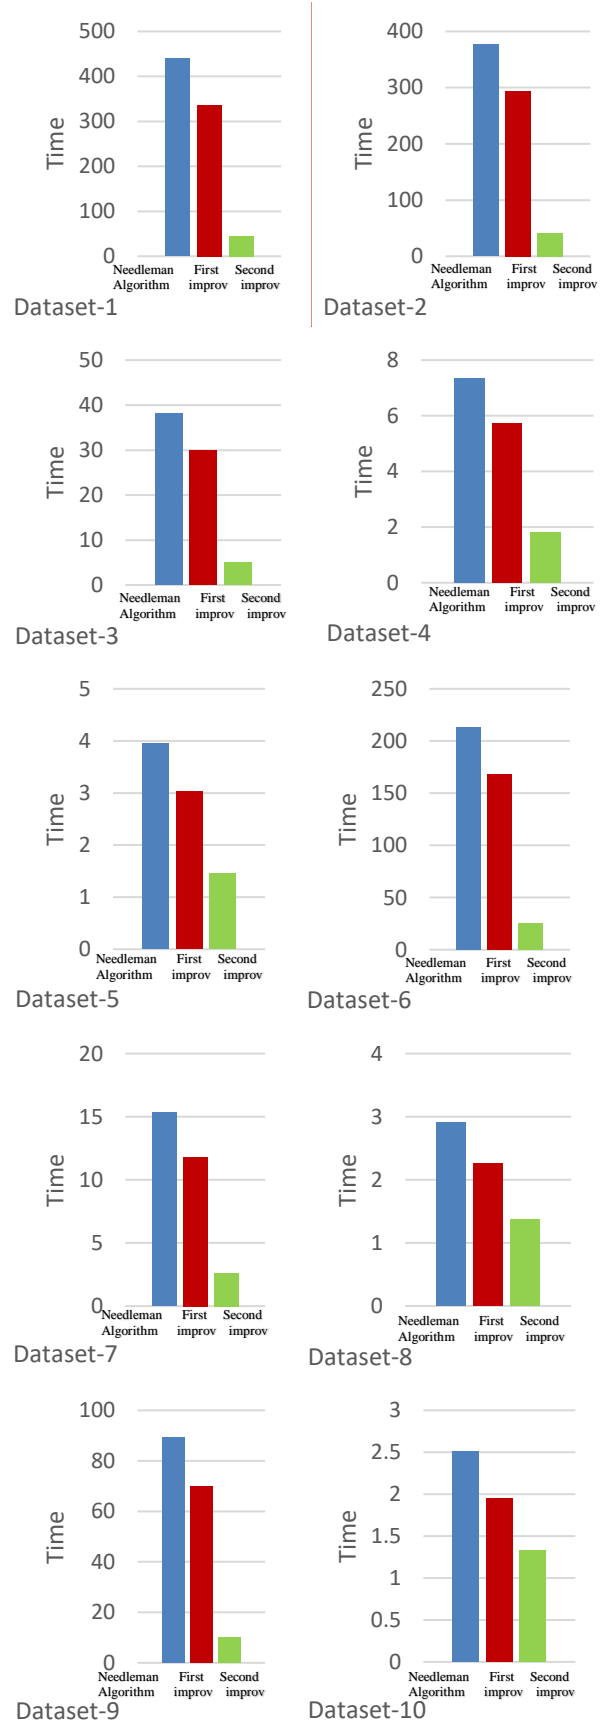 500
400
300
200
100
0
Time
Needleman First Second
Algorithm improv improv
Dataset-1
400
300
200
100
0
Time
Needleman First Second
Algorithm improv improv
Dataset-2
50
40
30
20
10
0
Time
Needleman First Second
Algorithm improv improv
Dataset-3
8
6
4
2
0
Time
Needleman First Second
Algorithm improv improv
Dataset-4
5
4
3
2
1
0
Time
Needleman First Second
Algorithm improv improv
Dataset-5
250
200
150
100
50
0
Time
Needleman First Second
Algorithm improv improv
Dataset-6
20
15
10
5
0
Time
Needleman First Second
Algorithm improv improv
Dataset-7
4
3
2
1
0
Time
Needleman First Second
Algorithm improv improv
Dataset-8
100
80
60
40
20
0
Time
Needleman First Second
Algorithm improv improv
Dataset-9
3
2.5
2
1.5
1
0.5
0
Time
Needleman First Second
Algorithm improv improv
Dataset-10